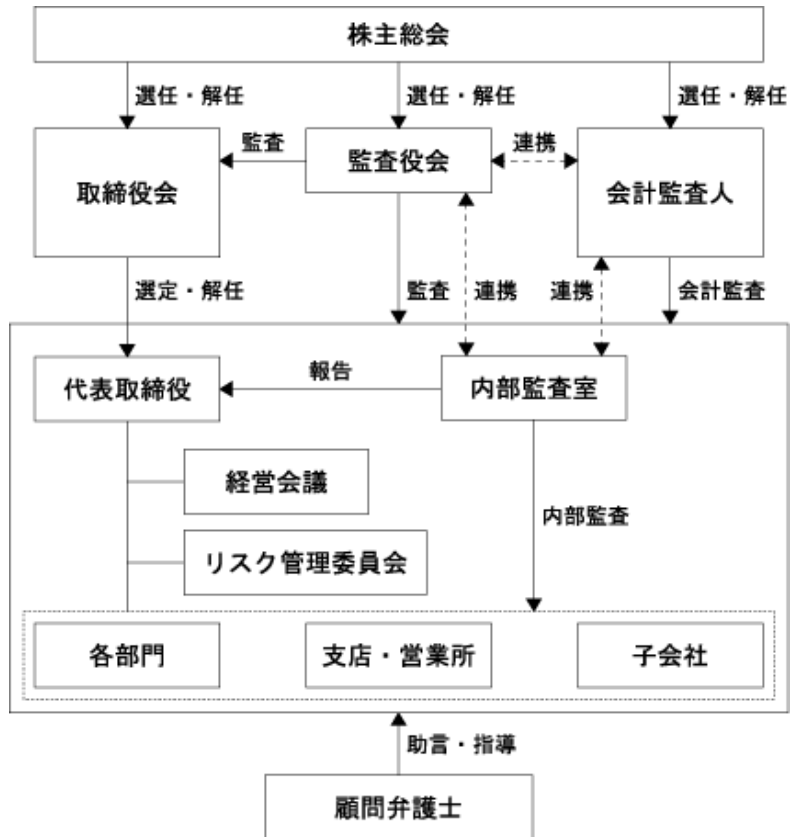 株主総会
選任・解任
選任・解任
選任・解任
取締役会
監査
監査役会
連携
会計監査人
選定・解任
監査
連携
連携
会計監査
代表取締役
報告
内部監査室
経営会議
内部監査
リスク管理委員会
各部門
支店・営業所
子会社
助言・指導
顧問弁護士